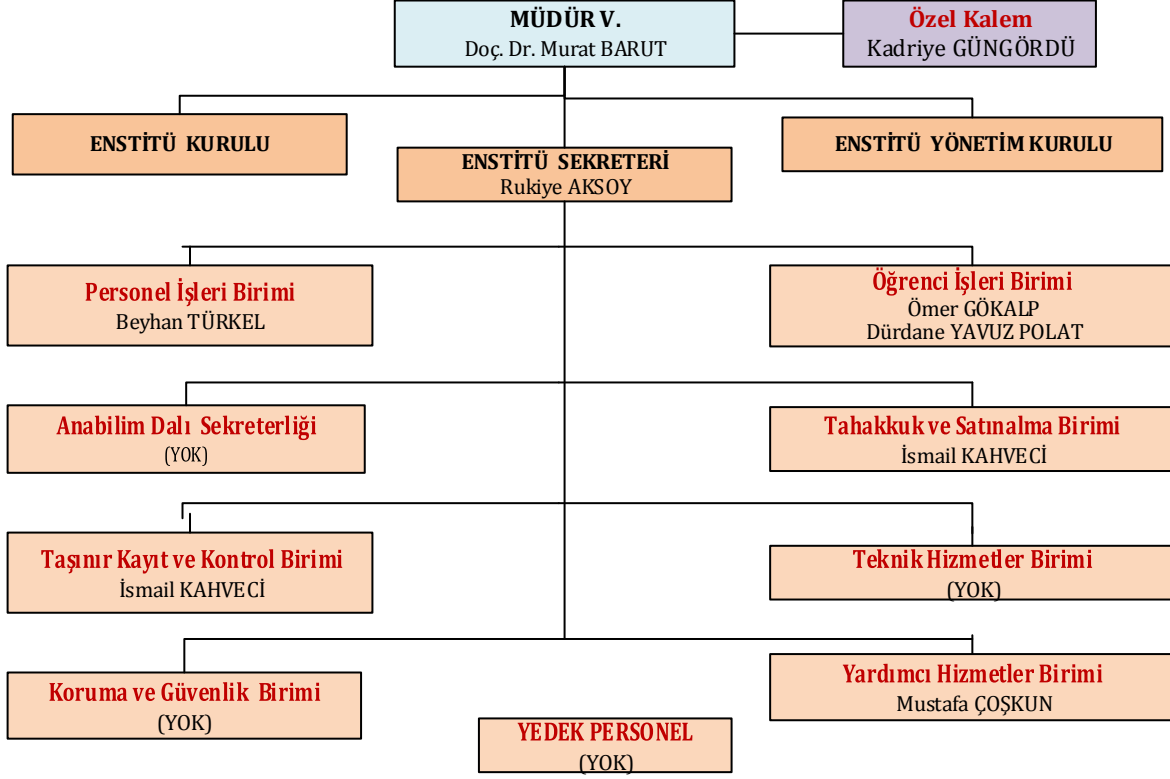 MÜDÜR V.
Doç. Dr. Murat BARUT
Özel Kalem
Kadriye GÜNGÖRDÜ
ENSTİTÜ KURULU
ENSTİTÜ SEKRETERİ
Rukiye AKSOY
ENSTİTÜ YÖNETİM KURULU
Personel İşleri Birimi
Beyhan TÜRKEL
Öğrenci İşleri Birimi
Ömer GÖKALP
Dürdane YAVUZ POLAT
Anabilim Dalı Sekreterliği
(YOK)
Tahakkuk ve Satınalma Birimi
İsmail KAHVECİ
Taşınır Kayıt ve Kontrol Birimi
İsmail KAHVECİ
Teknik Hizmetler Birimi
(YOK)
Koruma ve Güvenlik Birimi
(YOK)
Yardımcı Hizmetler Birimi
Mustafa ÇOŞKUN
YEDEK PERSONEL
(YOK)